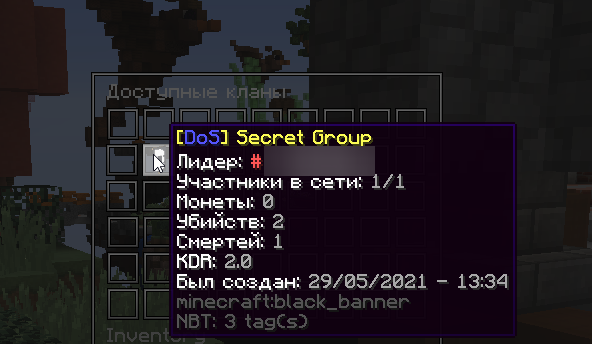 Доступные кланы
[DoS] Secret Group
Лидер: #
Участники в сети: 1/1
Монеты: 0
Убийств: 2
Смертей: 1
KDR: 2.0
Был создан: 29/05/2021 - 13:34
minecraft:black_banner
NBT: 3 tag(s)
Inventory